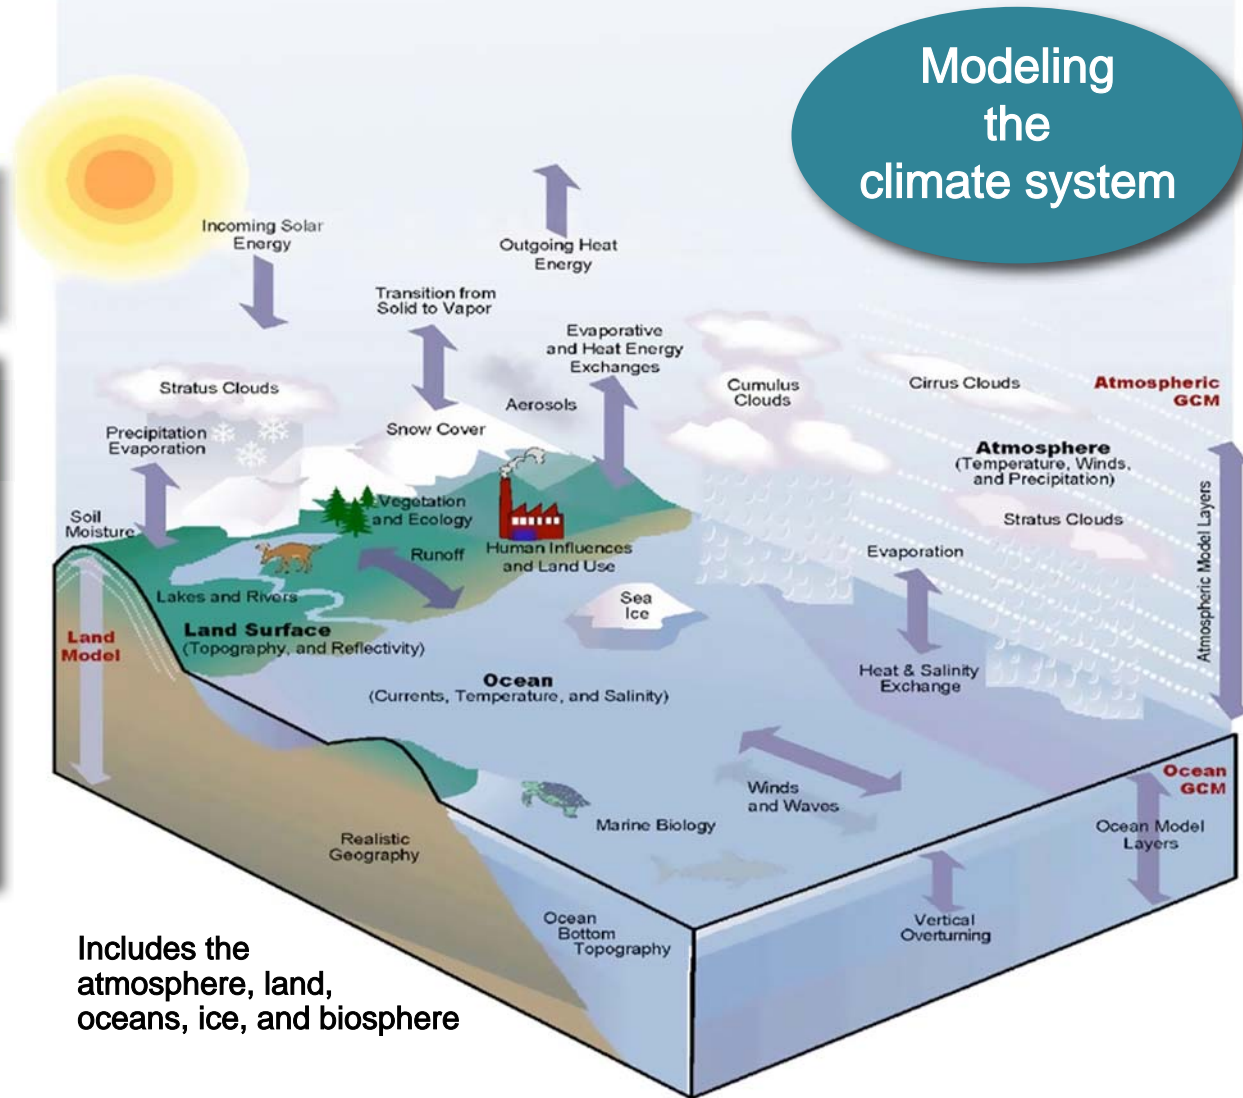 Modeling
the
climate system
Incoming Solar
Energy
Outgoing Heat
Energy
Transition from
Solid to Vapor
Evaporative
and Heat Energy
Exchanges
Stratus Clouds
Aerosols
Cumulus
Clouds
Cirrus Clouds
Atmospheric
GCM
Precipitation
Evaporation
Snow Cover
Atmosphere
(Temperature, Winds,
and Precipitation)
Stratus Clouds
Atmospheric Model Layers
Soil
Moisture
Vegetation
and Ecology
Runoff
Human Influences
and Land Use
Evaporation
Lakes and Rivers
Sea
Ice
Land
Model
Land Surface
(Topography, and Reflectivity)
Ocean
(Currents, Temperature, and Salinity)
Heat & Salinity
Exchange
Ocean
GCM
Winds
and Waves
Marine Biology
Ocean Model
Layers
Realistic
Geography
Ocean
Bottom
Topography
Vertical
Overturning
Includes the
atmosphere, land,
oceans, ice, and biosphere